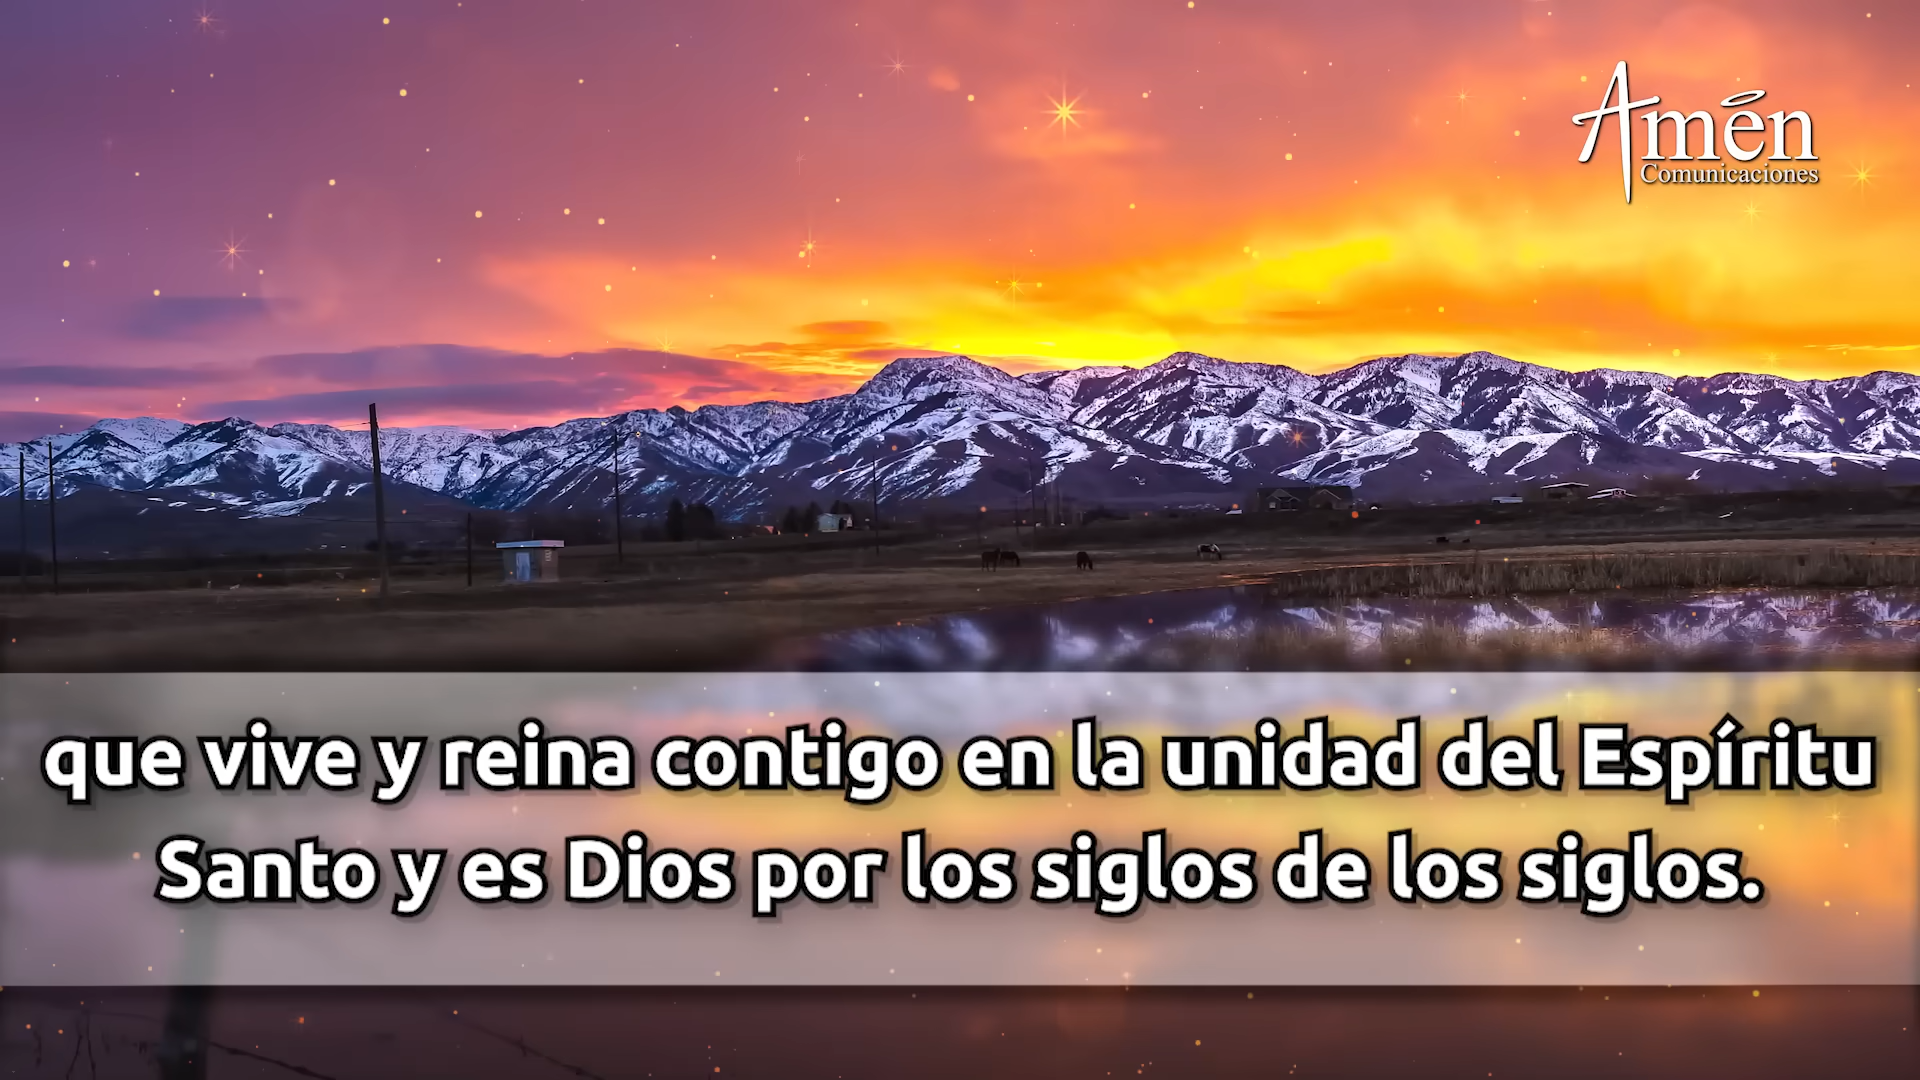 Amén
Comunicaciones
que vive y reina contigo en la unidad del Espíritu
Santo y es Dios por los siglos de los siglos.